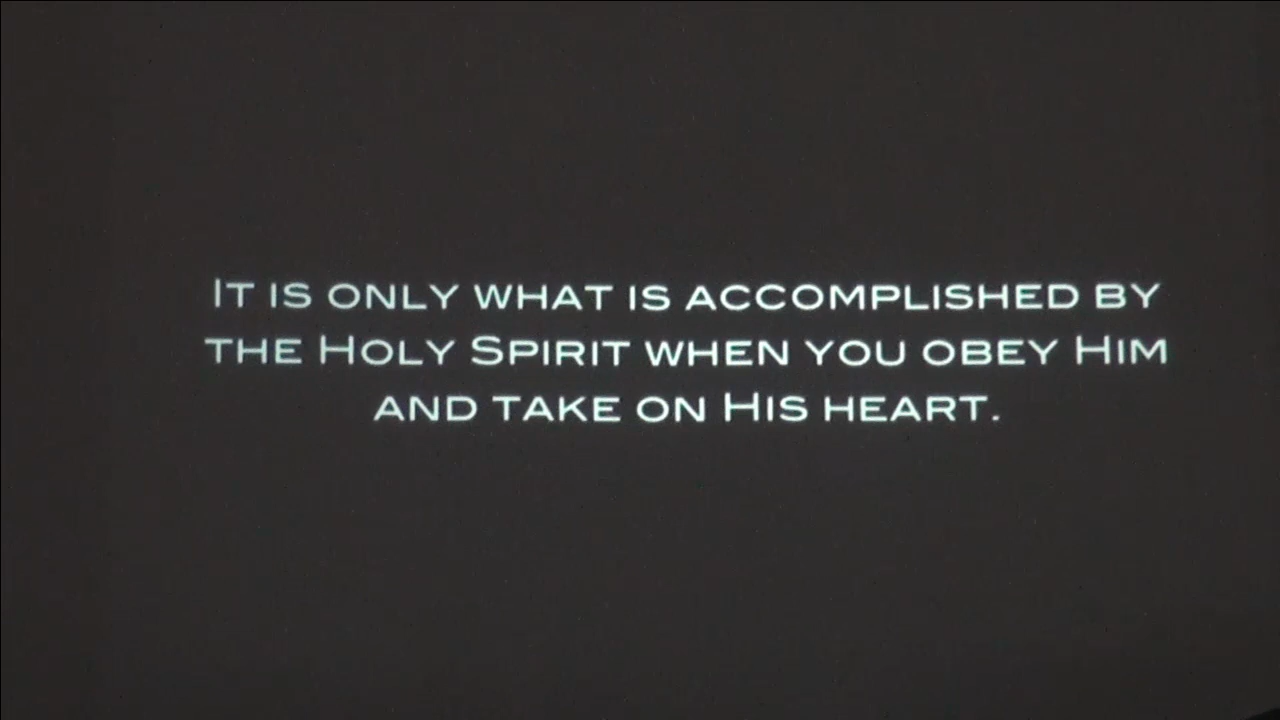 It is only what is accomplished by
the Holy Spirit when you obey Him
and take on His heart.